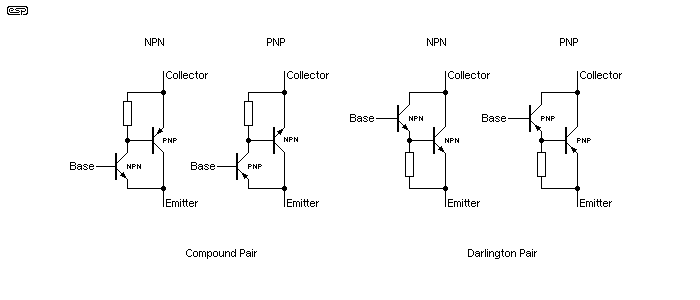 esp
NPN PNP NPN PNP
Collector Collector Collector Collector
Base NPN Base PNP
PNP NPN NPN PNP
Base NPN Base PNP
Emitter Emitter Emitter Emitter
Compound Pair Darlington Pair